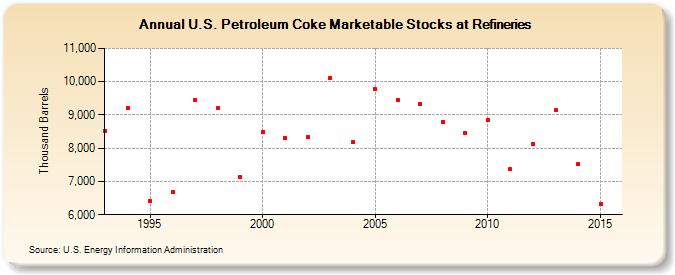 Annual U.S. Petroleum Coke Marketable Stocks at Refineries
Thousand Barrels
11,000
10,000
9,000
8,000
7,000
6,000
1995 2000 2005 2010 2015
Source: U.S. Energy Information Administration